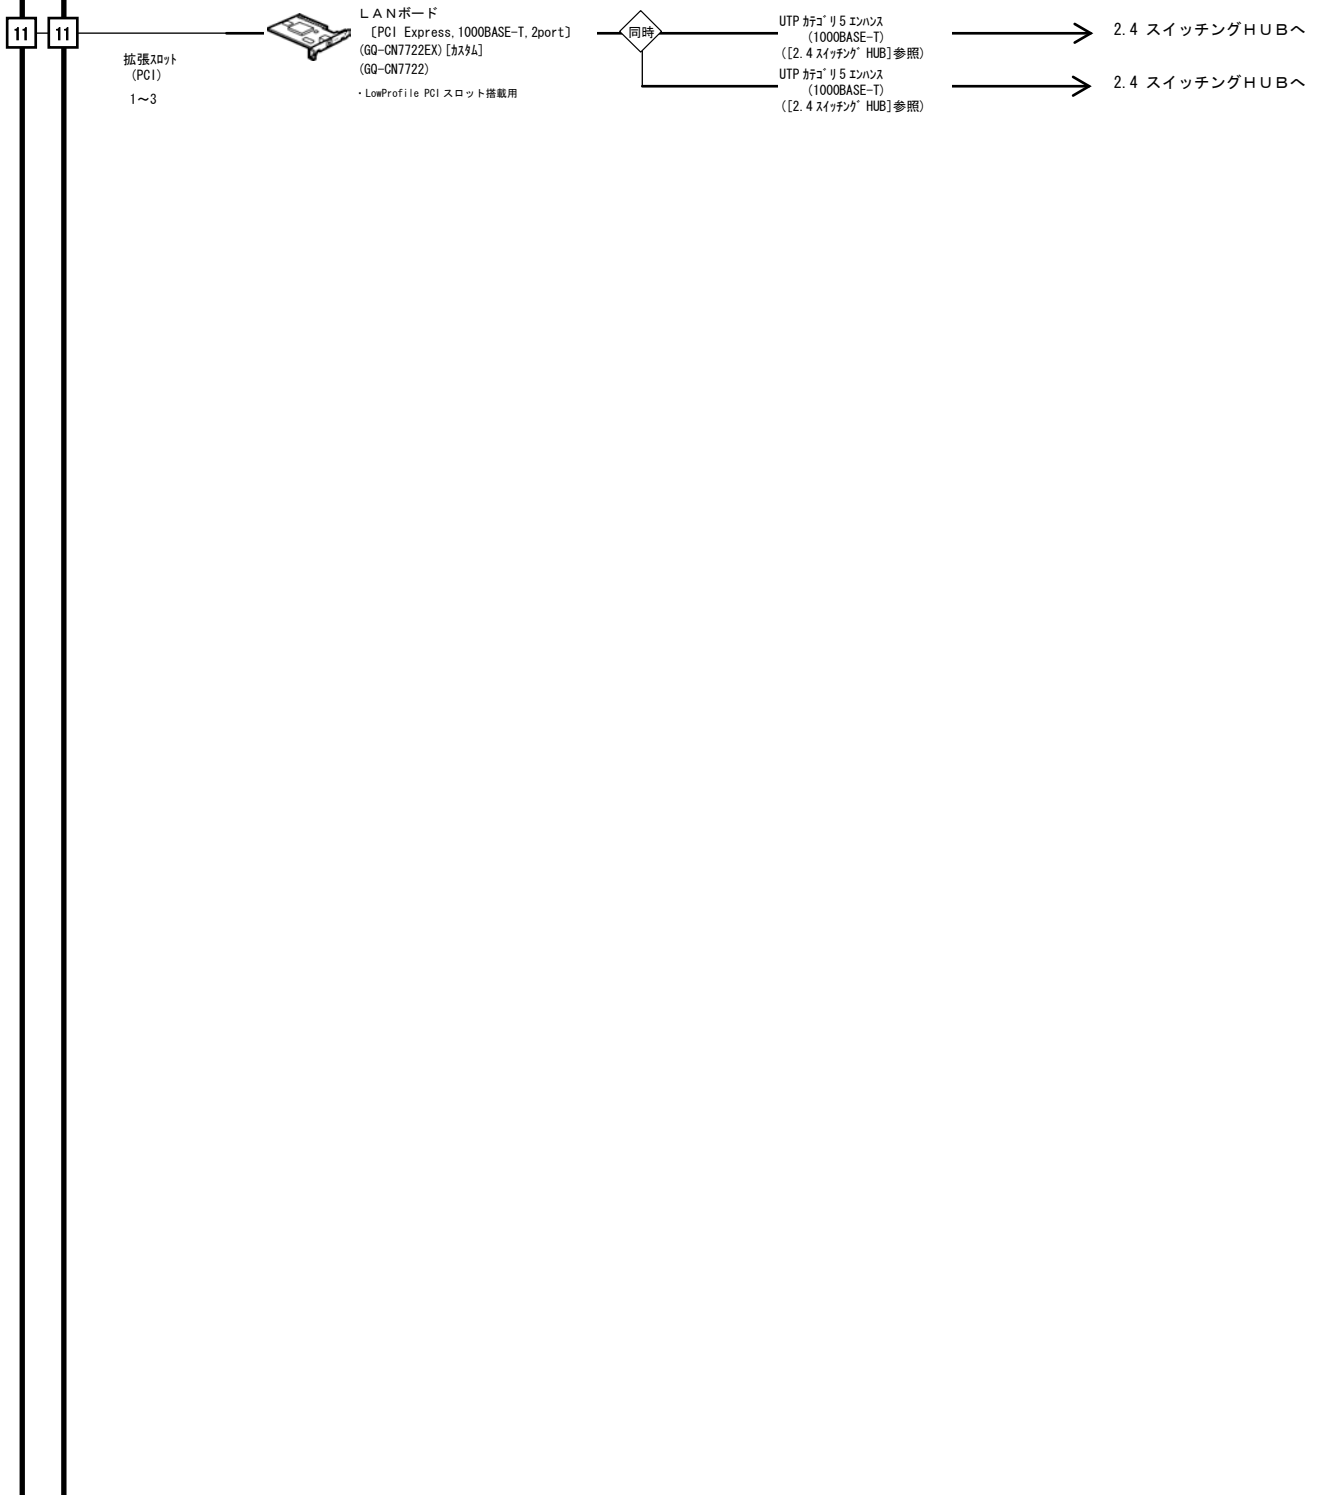 11 11
拡張ｽﾛｯﾄ
(PCI)
1～3
ＬＡＮボード
〔PCI Express,1000BASE-T,2port〕
(GQ-CN7722EX)[ｶｽﾀﾑ]
(GQ-CN7722)
・LowProfile PCI スロット搭載用
同時
UTP ｶﾃｺﾞﾘ 5 ｴﾝﾊﾝｽ
(1000BASE-T)
([2.4 ｽｲｯﾁﾝｸﾞ HUB]参照)
2.4 スイッチングＨＵＢへ
UTP ｶﾃｺﾞﾘ 5 ｴﾝﾊﾝｽ
(1000BASE-T)
([2.4 ｽｲｯﾁﾝｸﾞ HUB]参照)
2.4 スイッチングＨＵＢへ